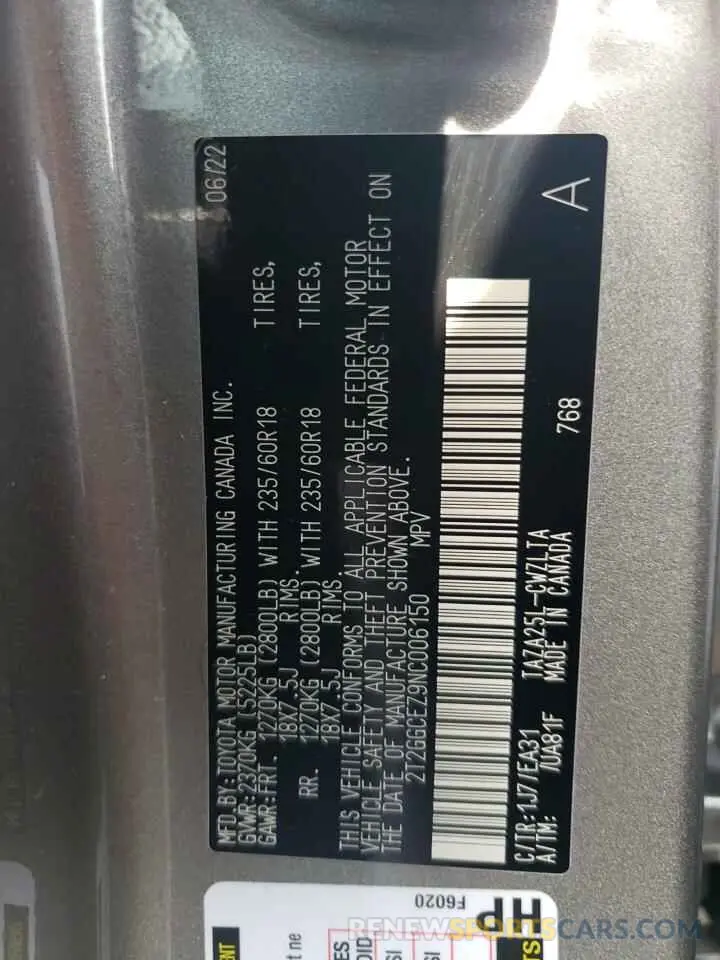 06/22
MFD.BY:TOYOTA MOTOR MANUFACTURING CANADA INC.
GVWR:2370KG (5225LB)
GAWR:FRT. 1270KG (2800LB) WITH 235/60R18 TIRES,
18X7.5J RIMS.
RR. 1270KG (2800LB) WITH 235/60R18 TIRES,
18X7.5J RIMS.
THIS VEHICLE CONFORMS TO ALL APPLICABLE FEDERAL MOTOR
VEHICLE SAFETY AND THEFT PREVENTION STANDARDS IN EFFECT ON
THE DATE OF MANUFACTURE SHOWN ABOVE.
2T2GGCEZ9NC006150 MPV
A
C/TR:1J7/EA31 TAZA25L-CWZLTA
A/TM: /UA81F MADE IN CANADA 768
F6020
RENEWSPORTSCARS.COM